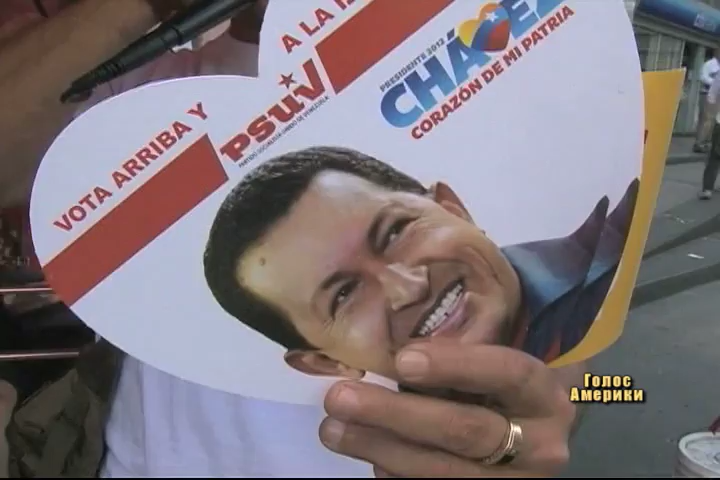 VOTA ARRIBA Y
A LA
PSUV
PARTIDO SOCIALISTA UNIDO DE VENEZUELA
PRESIDENTE 2012
CHÁVEZ
CORAZÓN DE MI PATRIA
Голос
Америки